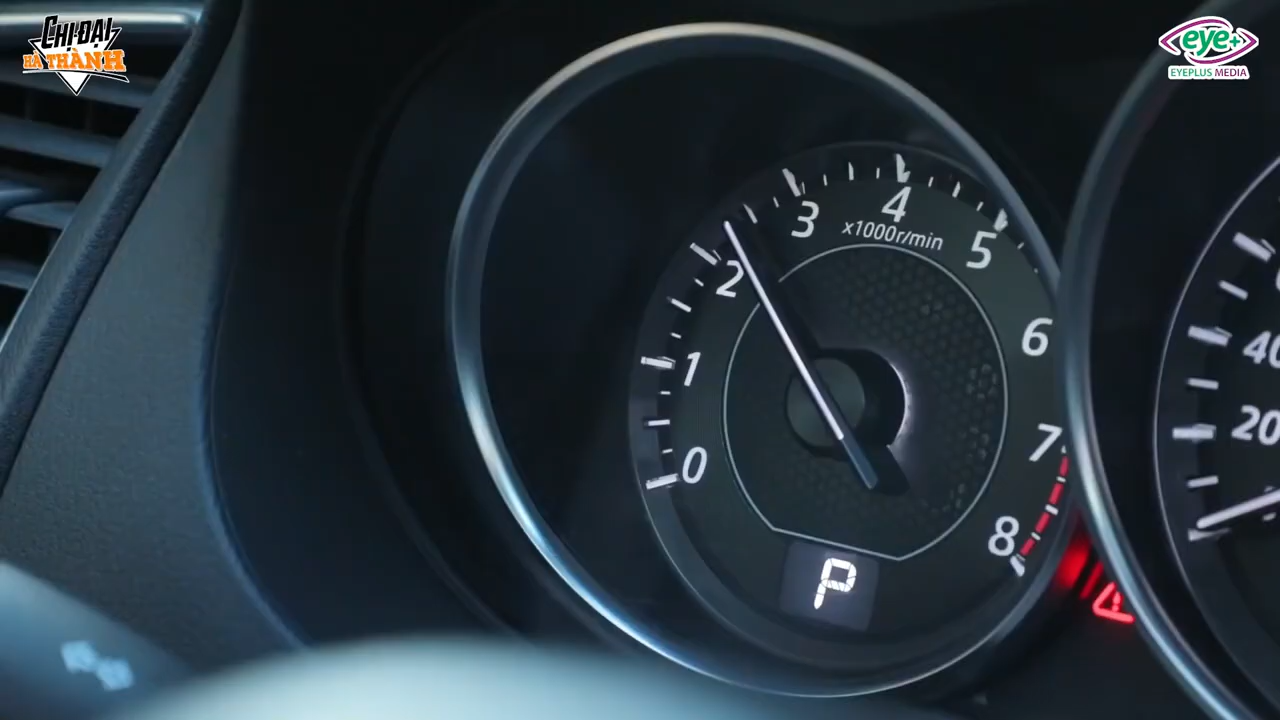 CHỊ ĐẠI
HÀ THÀNH
eye+
EYEPLUS MEDIA
0
1
2
3
4
5
6
7
8
x1000r/min
P
20
40